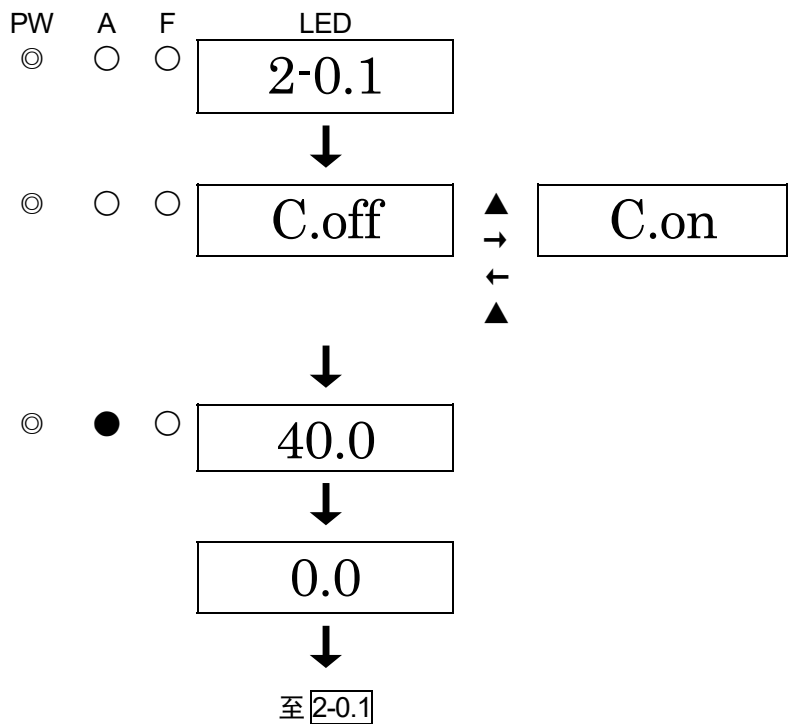 PW A F LED
◎ ○ ○ 2-0.1
◎ ○ ○ C.off ▲ C.on
→
←
▲
◎ ● ○ 40.0
0.0
至 2-0.1